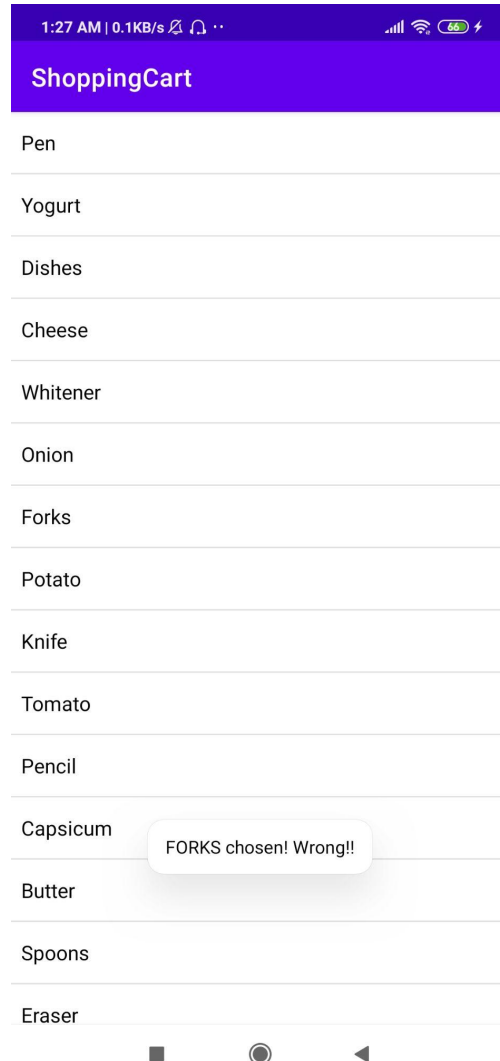 1:27 AM | 0.1KB/s
66
ShoppingCart
Pen
Yogurt
Dishes
Cheese
Whitener
Onion
Forks
Potato
Knife
Tomato
Pencil
Capsicum
FORKS chosen! Wrong!!
Butter
Spoons
Eraser